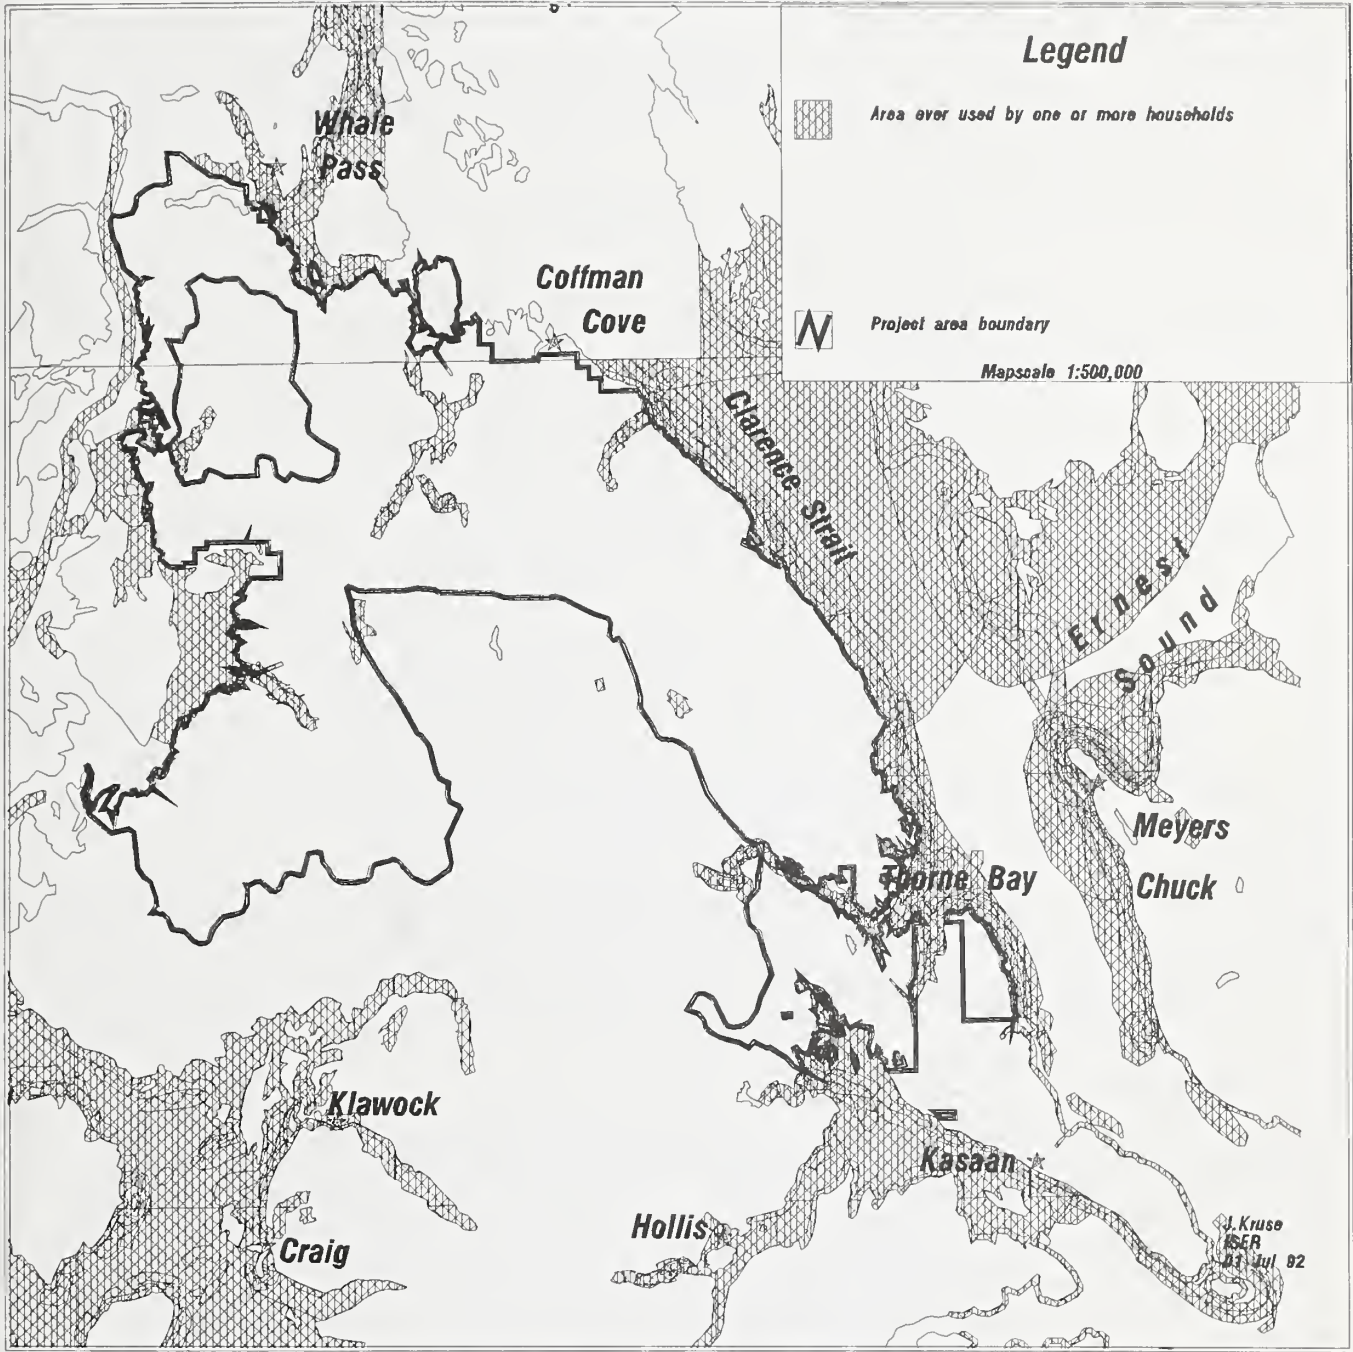 Legend
Area ever used by one or more households
Project area boundary
Mapscale 1:500,000
Whale
Pass
Coffman
Cove
Clarence Strait
Ernest
Sound
Meyers
Chuck
Thorne Bay
Klawock
Kasaan
Hollis
Craig
J.Kruse
ISER
01 Jul 92